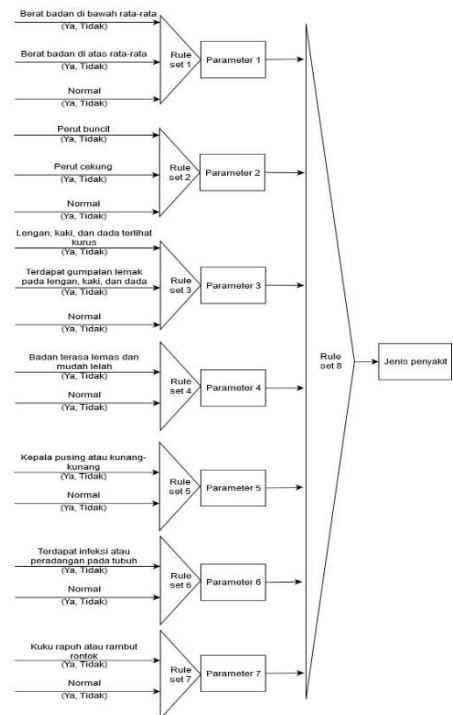 Berat badan di bawah rata-rata
(Ya, Tidak)
Berat badan di atas rata-rata
(Ya, Tidak)
Normal
(Ya, Tidak)
Rule
set 1
Parameter 1
Perut buncit
(Ya, Tidak)
Perut cekung
(Ya, Tidak)
Normal
(Ya, Tidak)
Rule
set 2
Parameter 2
Lengan, kaki, dan dada terlihat
kurus
(Ya, Tidak)
Terdapat gumpalan lemak
pada lengan, kaki, dan dada
(Ya, Tidak)
Normal
(Ya, Tidak)
Rule
set 3
Parameter 3
Badan terasa lemas dan
mudah lelah
(Ya, Tidak)
Normal
(Ya, Tidak)
Rule
set 4
Parameter 4
Kepala pusing atau kunang-
kunang
(Ya, Tidak)
Normal
(Ya, Tidak)
Rule
set 5
Parameter 5
Terdapat infeksi atau
peradangan pada tubuh
(Ya, Tidak)
Normal
(Ya, Tidak)
Rule
set 6
Parameter 6
Kuku rapuh atau rambut
rontok
(Ya, Tidak)
Normal
(Ya, Tidak)
Rule
set 7
Parameter 7
Rule
set 8
Jenis penyakit